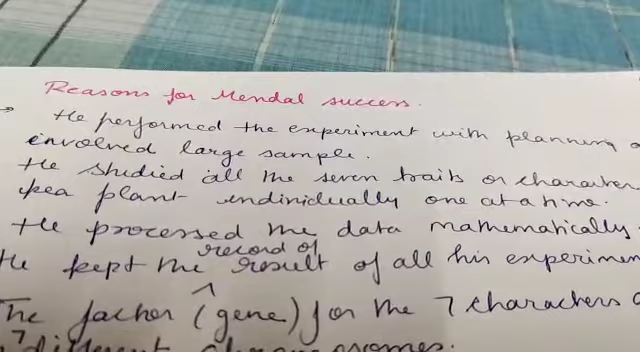 Reasons for Mendal success.
He performed the experiment with planning
involved large sample.
He studied all the seven traits or character
pea plant individually one at a time.
He processed the data mathematically.
record of
He kept the result of all his experimen
The factor (gene) for the 7 characters
7 different